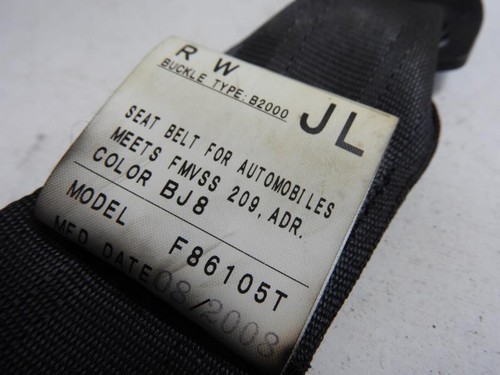 R W
BUCKLE TYPE:B2000
JL
SEAT BELT FOR AUTOMOBILES
MEETS FMVSS 209, ADR.
COLOR BJ8
MODEL F86105T
MFD DATE 08/2008